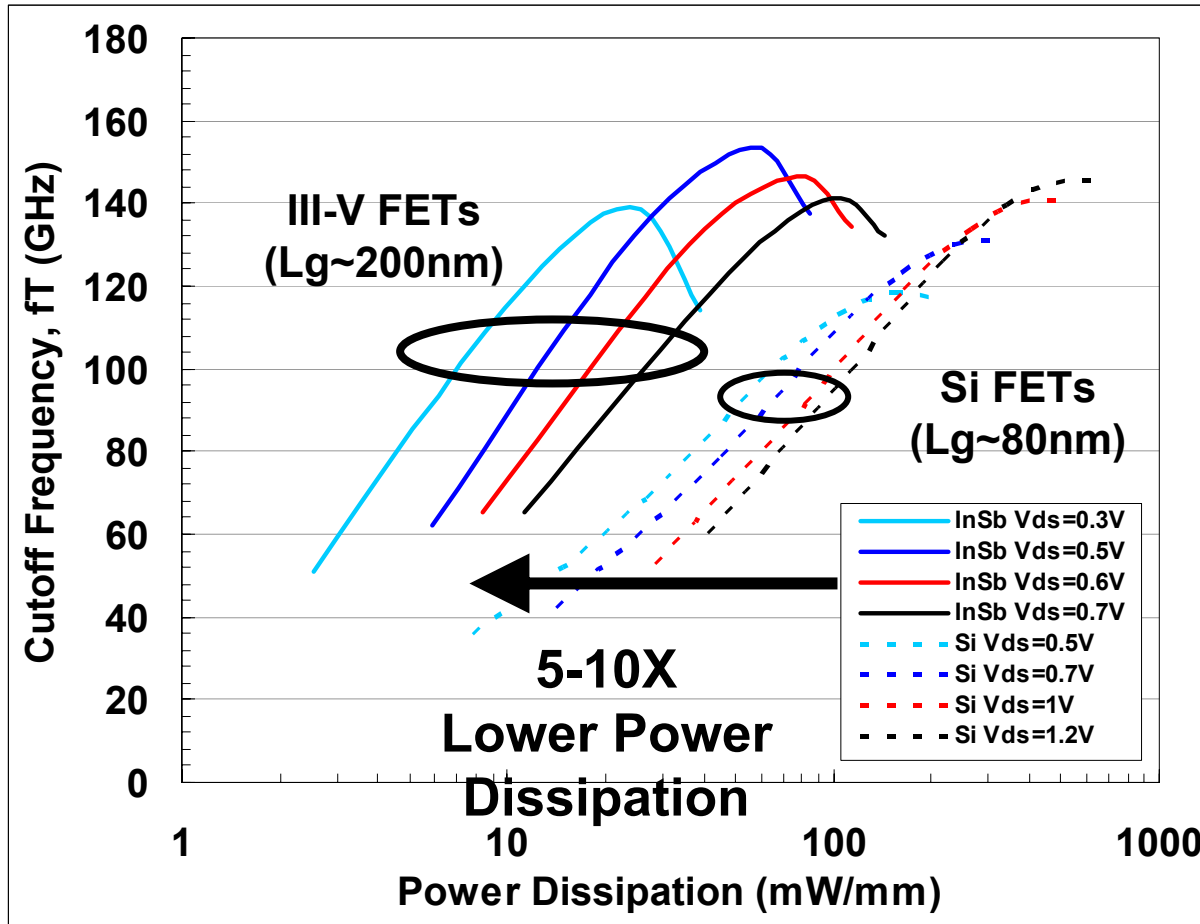 180
160
140
120
100
80
60
40
20
0
Cutoff Frequency, fT (GHz)
III-V FETs
(Lg~200nm)
Si FETs
(Lg~80nm)
InSb Vds=0.3V
InSb Vds=0.5V
InSb Vds=0.6V
InSb Vds=0.7V
Si Vds=0.5V
Si Vds=0.7V
Si Vds=1V
Si Vds=1.2V
5-10X
Lower Power
Dissipation
1
10
100
1000
Power Dissipation (mW/mm)